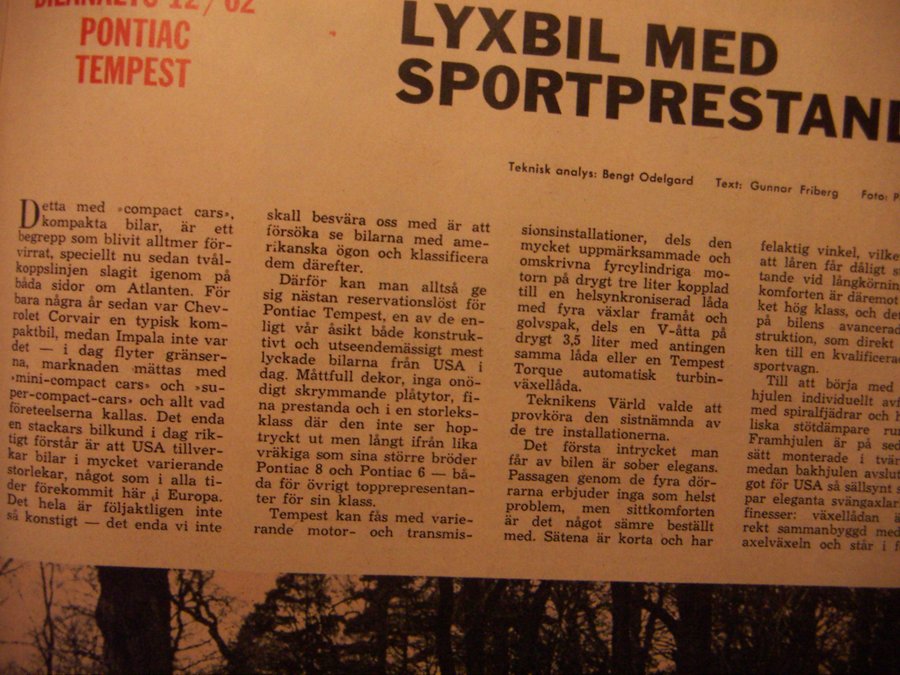 BILANALYS 12/62
PONTIAC
TEMPEST
LYXBIL MED
SPORTPRESTAND
Teknisk analys: Bengt Odelgard Text: Gunnar Friberg Foto: P
Detta med »compact cars»,
kompakta bilar, är ett
begrepp som blivit alltmer för-
virrat, speciellt nu sedan tvål-
koppslinjen slagit igenom på
båda sidor om Atlanten. För
bara några år sedan var Chev-
rolet Corvair en typisk kom-
paktbil, medan Impala inte var
det — i dag flyter gränser-
na, marknaden mättas med
»mini-compact cars» och »su-
per-compact-cars» och allt vad
företeelserna kallas. Det enda
en stackars bilkund i dag rik-
tigt förstår är att USA tillver-
kar bilar i mycket varierande
storlekar, något som i alla ti-
der förekommit här i Europa.
Det hela är följaktligen inte
så konstigt — det enda vi inte
skall besvära oss med är att
försöka se bilarna med ame-
rikanska ögon och klassificera
dem därefter.
Därför kan man alltså ge
sig nästan reservationslöst för
Pontiac Tempest, en av de en-
ligt vår åsikt både konstruk-
tivt och utseendemässigt mest
lyckade bilarna från USA i
dag. Måttfull dekor, inga onö-
digt skrymmande plåtytor, fi-
na prestanda och i en storleks-
klass där den inte ser hop-
tryckt ut men långt ifrån lika
vräkiga som sina större bröder
Pontiac 8 och Pontiac 6 — bå-
da för övrigt topprepresentan-
ter för sin klass.
Tempest kan fås med varie-
rande motor- och transmis-
sionsinstallationer, dels den
mycket uppmärksammade och
omskrivna fyrcylindriga mo-
torn på drygt tre liter kopplad
till en helsynkroniserad låda
med fyra växlar framåt och
golvspak, dels en V-åtta på
drygt 3,5 liter med antingen
samma låda eller en Tempest
Torque automatisk turbin-
växellåda.
Teknikens Värld valde att
provköra den sistnämnda av
de tre installationerna.
Det första intrycket man
får av bilen är sober elegans.
Passagen genom de fyra dör-
rarna erbjuder inga som helst
problem, men sittkomforten
är det något sämre beställt
med. Sätena är korta och har
felaktig vinkel, vilke
att låren får dåligt s
tande vid långkörnin
komforten är däremot
ket hög klass, och det
på bilens avancerad
struktion, som direkt
ken till en kvalificerad
sportvagn.
Till att börja med
hjulen individuellt av
med spiralfjädrar och h
liska stötdämpare ru
Framhjulen är på sed
sätt monterade i tvär
medan bakhjulen avslut
got för USA så sällsynt s
par eleganta svängaxlar
finesser: växellådan ä
rekt sammanbyggd med
axelväxeln och står i f